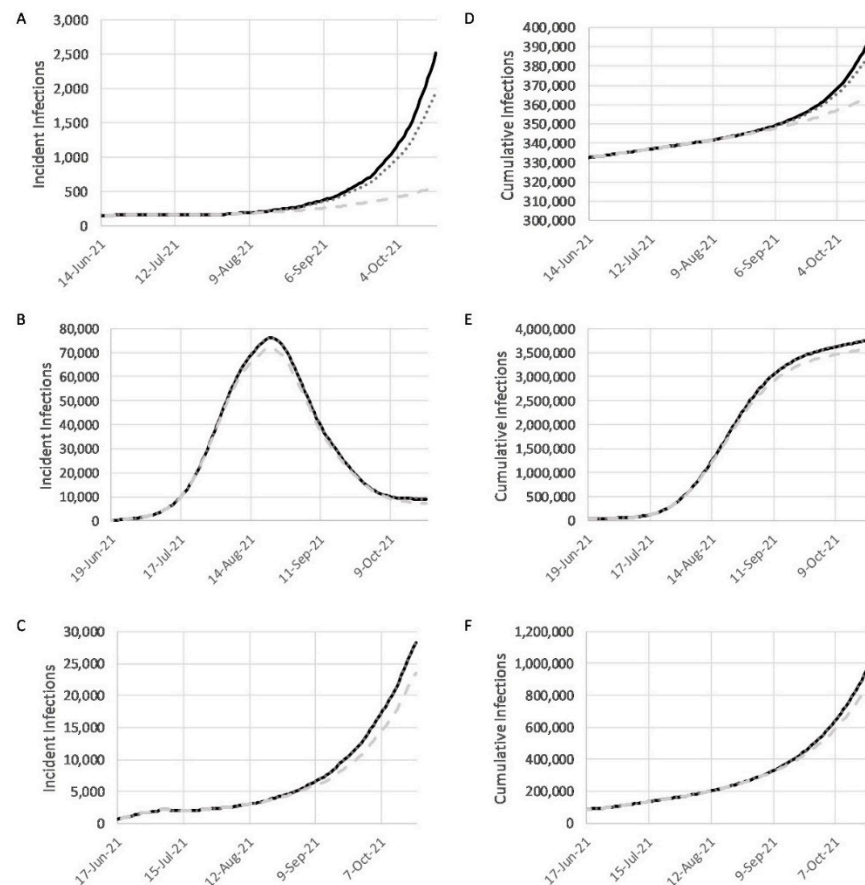 A
Incident Infections
3,000
2,500
2,000
1,500
1,000
500
0
14-Jun-21
12-Jul-21
9-Aug-21
6-Sep-21
4-Oct-21
D
Cumulative Infections
400,000
390,000
380,000
370,000
360,000
350,000
340,000
330,000
320,000
310,000
300,000
14-Jun-21
12-Jul-21
9-Aug-21
6-Sep-21
4-Oct-21
B
Incident Infections
80,000
70,000
60,000
50,000
40,000
30,000
20,000
10,000
0
19-Jun-21
17-Jul-21
14-Aug-21
11-Sep-21
9-Oct-21
E
Cumulative Infections
4,000,000
3,500,000
3,000,000
2,500,000
2,000,000
1,500,000
1,000,000
500,000
0
19-Jun-21
17-Jul-21
14-Aug-21
11-Sep-21
9-Oct-21
C
Incident Infections
30,000
25,000
20,000
15,000
10,000
5,000
0
17-Jun-21
15-Jul-21
12-Aug-21
9-Sep-21
7-Oct-21
F
Cumulative Infections
1,200,000
1,000,000
800,000
600,000
400,000
200,000
0
17-Jun-21
15-Jul-21
12-Aug-21
9-Sep-21
7-Oct-21